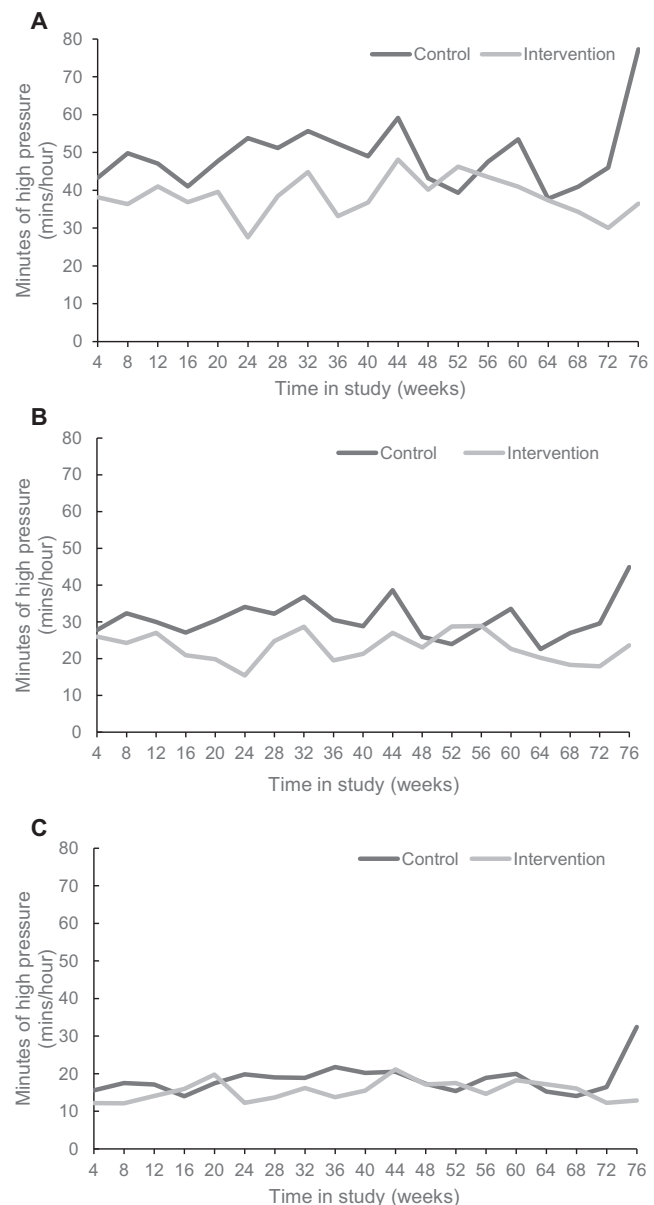 A
80
70
60
50
40
30
20
10
0
Minutes of high pressure
(mins/hour)
Control Intervention
4 8 12 16 20 24 28 32 36 40 44 48 52 56 60 64 68 72 76
Time in study (weeks)
B
80
70
60
50
40
30
20
10
0
Minutes of high pressure
(mins/hour)
Control Intervention
4 8 12 16 20 24 28 32 36 40 44 48 52 56 60 64 68 72 76
Time in study (weeks)
C
80
70
60
50
40
30
20
10
0
Minutes of high pressure
(mins/hour)
Control Intervention
4 8 12 16 20 24 28 32 36 40 44 48 52 56 60 64 68 72 76
Time in study (weeks)